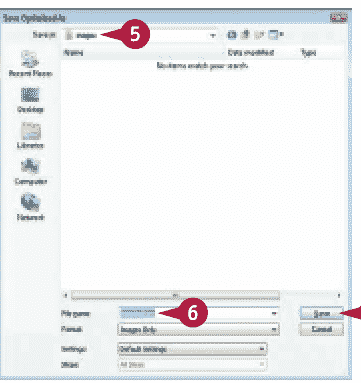 Save Optimized As
Save in: images
5
Name Date modified Type
No items match your search.
Recent Places
Desktop
Libraries
Computer
Network
File name:
6
Save
Format: Images Only
Cancel
Settings: Default Settings
Slices: All Slices